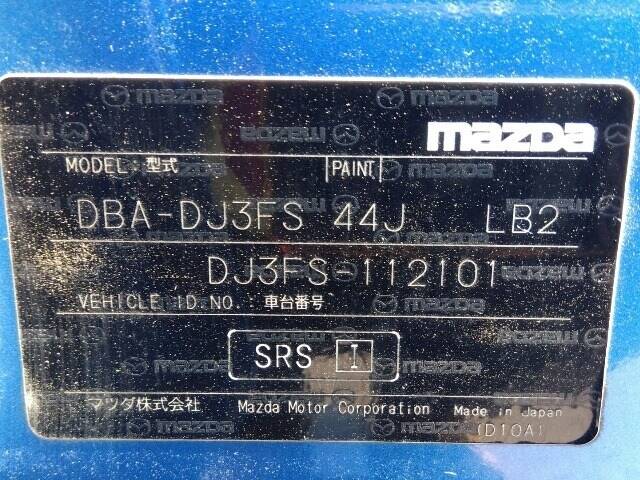 mazda
MODEL:型式 PAINT
DBA-DJ3FS 44J LB2
DJ3FS-112101
VEHICLE ID.NO.:車台番号
SRS I
マツダ株式会社 Mazda Motor Corporation Made in Japan
(D10A)